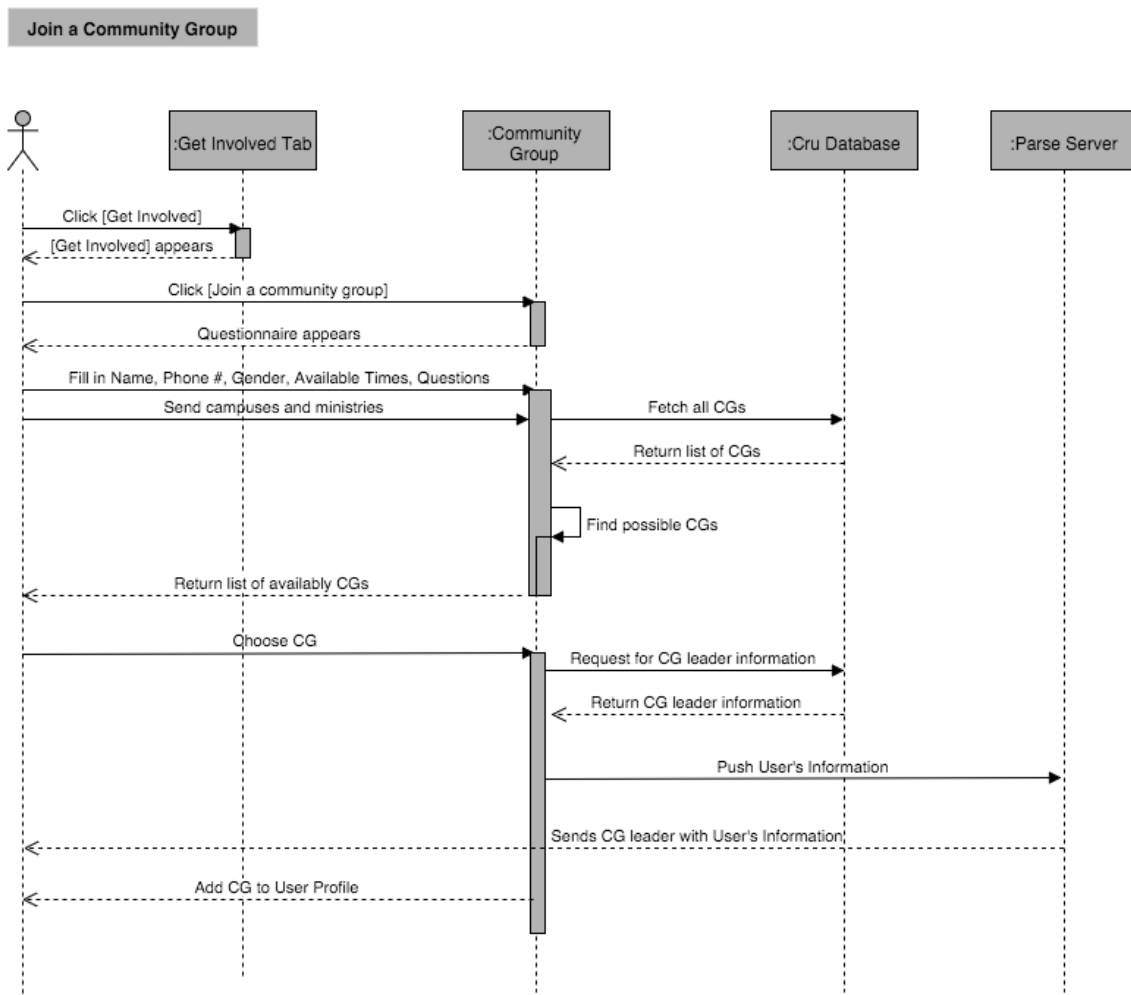 Join a Community Group
:Get Involved Tab
:Community
Group
:Cru Database
:Parse Server
Click [Get Involved]
[Get Involved] appears
Click [Join a community group]
Questionnaire appears
Fill in Name, Phone #, Gender, Available Times, Questions
Send campuses and ministries
Fetch all CGs
Return list of CGs
Find possible CGs
Return list of availably CGs
Choose CG
Request for CG leader information
Return CG leader information
Push User's Information
Sends CG leader with User's Information
Add CG to User Profile